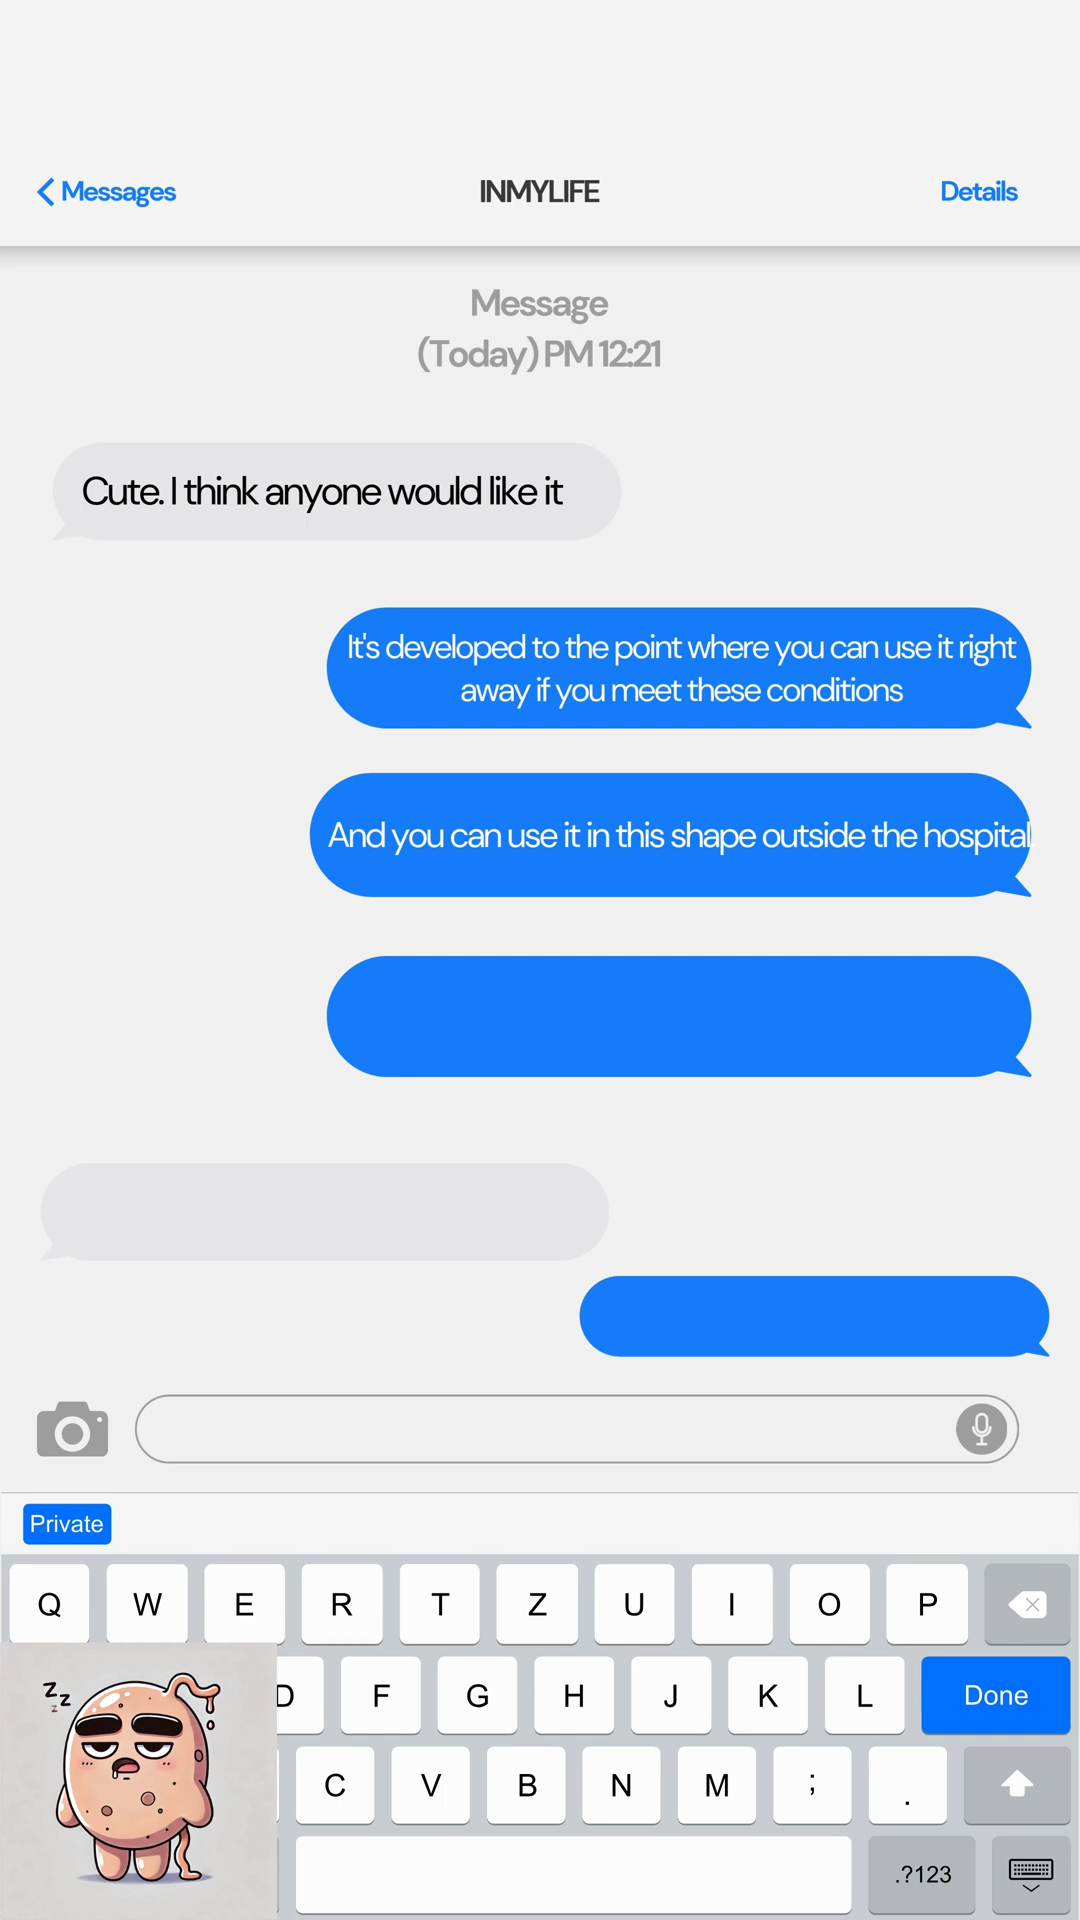 Messages
INMYLIFE
Details
Message
(Today) PM 12:21
Cute. I think anyone would like it
It's developed to the point where you can use it right
away if you meet these conditions
And you can use it in this shape outside the hospital.
Private
Q W E R T Z U I O P
z z z
D F G H J K L Done
C V B N M ; .
.?123